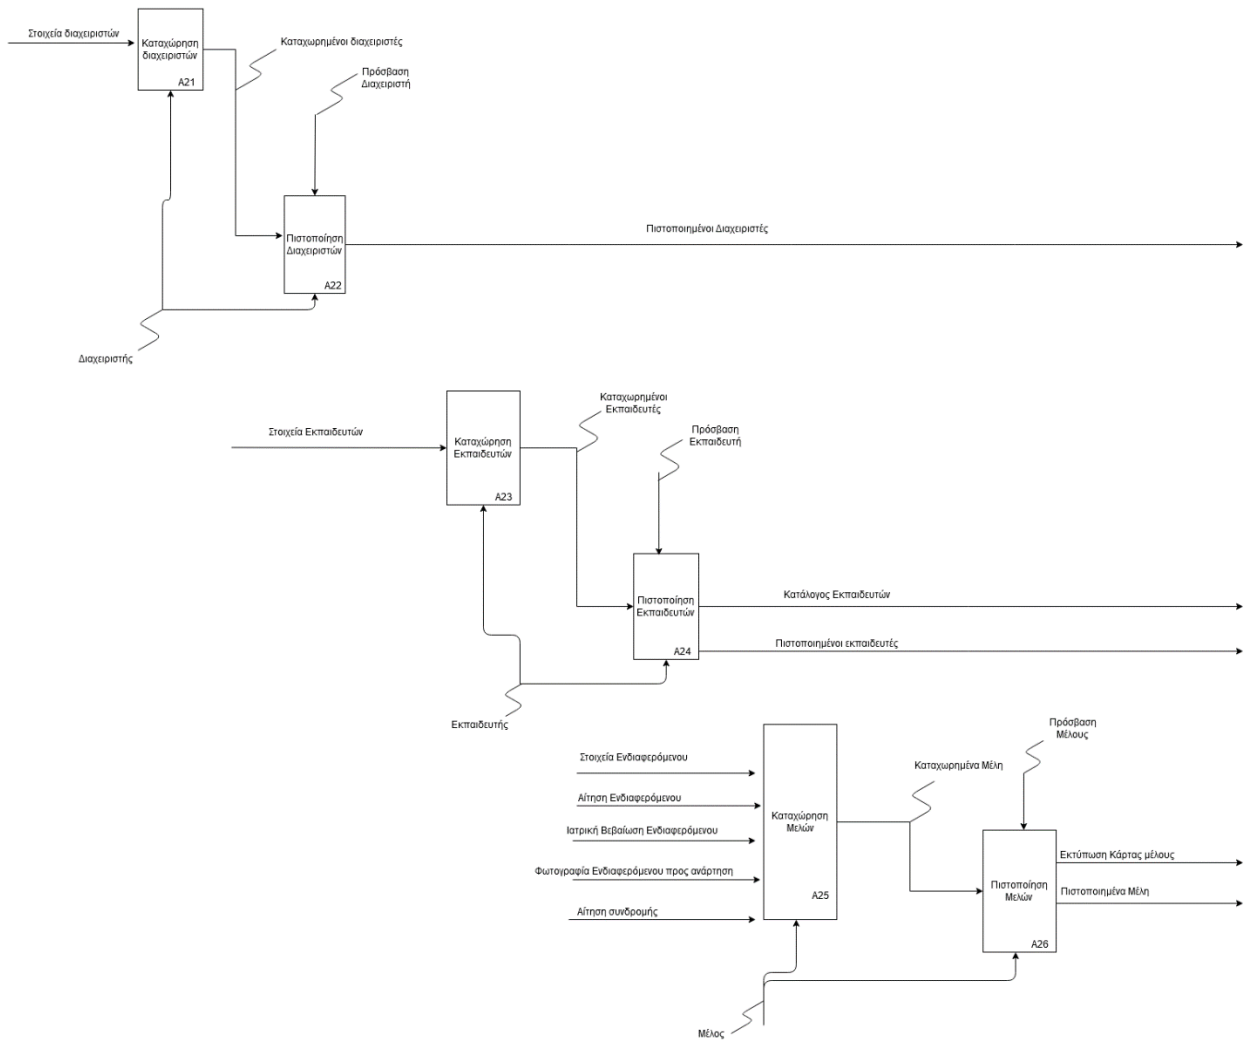 Στοιχεία διαχειριστών
Καταχώρηση
διαχειριστών
A21
Καταχωρημένοι διαχειριστές
Πρόσβαση
Διαχειριστή
Πιστοποίηση
Διαχειριστών
A22
Πιστοποιημένοι Διαχειριστές
Διαχειριστής
Στοιχεία Εκπαιδευτών
Καταχώρηση
Εκπαιδευτών
A23
Καταχωρημένοι
Εκπαιδευτές
Πρόσβαση
Εκπαιδευτή
Πιστοποίηση
Εκπαιδευτών
A24
Κατάλογος Εκπαιδευτών
Πιστοποιημένοι εκπαιδευτές
Εκπαιδευτής
Στοιχεία Ενδιαφερόμενου
Αίτηση Ενδιαφερόμενου
Ιατρική Βεβαίωση Ενδιαφερόμενου
Φωτογραφία Ενδιαφερόμενου προς ανάρτηση
Αίτηση συνδρομής
Καταχώρηση
Μελών
A25
Καταχωρημένα Μέλη
Πρόσβαση
Μέλους
Πιστοποίηση
Μελών
A26
Εκτύπωση Κάρτας μέλους
Πιστοποιημένα Μέλη
Μέλος